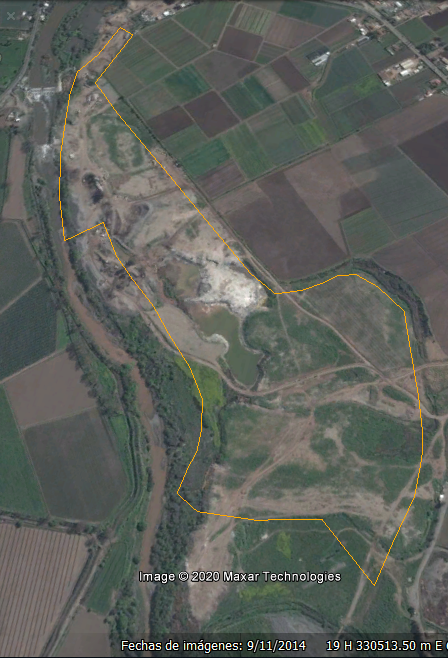 Image © 2020 Maxar Technologies
Fechas de imágenes: 9/11/2014 19 H 330513.50 m E